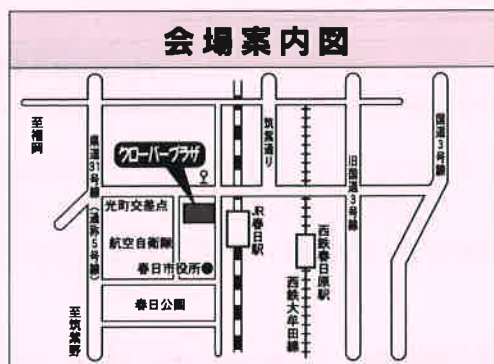 会場案内図
至福岡
県道31号線（通称5号線）
クローバープラザ
筑紫通り
旧国道3号線
国道3号線
光町交差点
航空自衛隊
春日市役所
JR春日駅
西鉄春日原駅
西鉄大牟田線
春日公園
至筑紫野